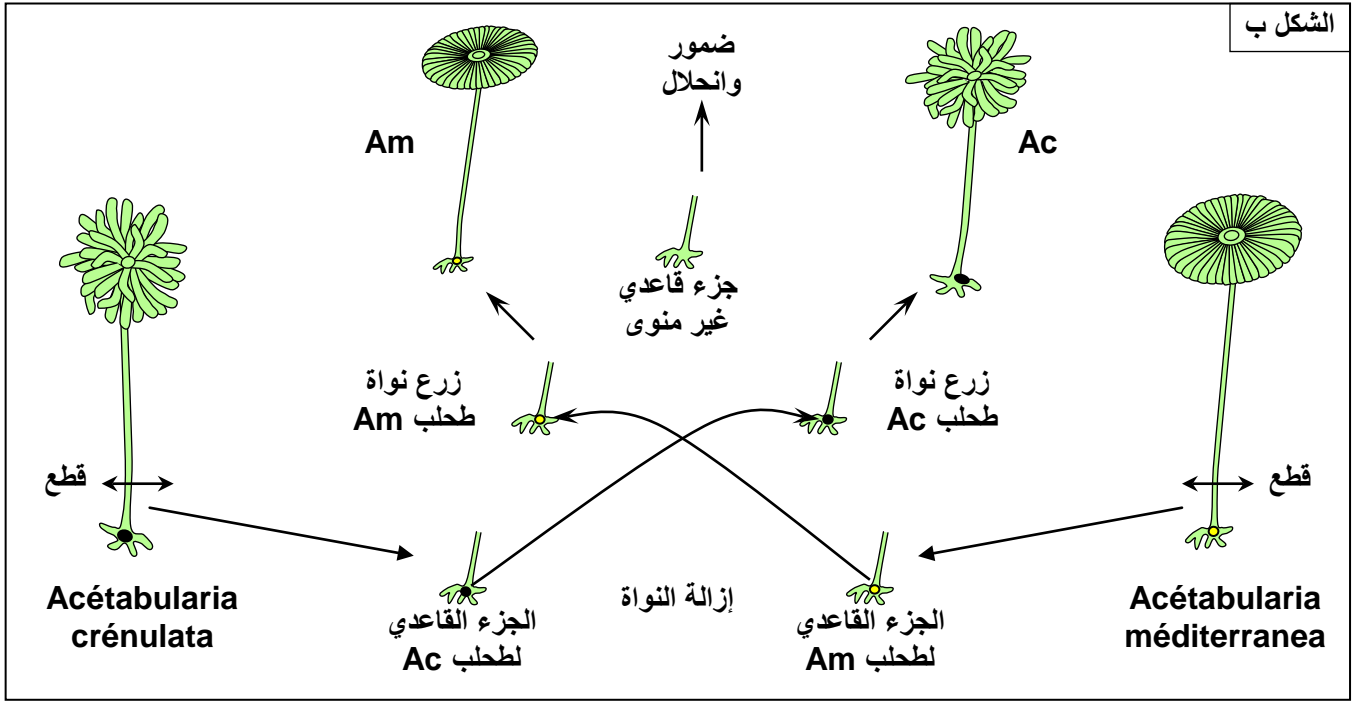 الشكل ب
ضمور
وانحلال
Am
Ac
جزء قاعدي
غير منوى
زرع نواة
طحلب Am
زرع نواة
طحلب Ac
قطع
قطع
Acétabularia
crénulata
الجزء القاعدي
لطحلب Ac
إزالة النواة
الجزء القاعدي
لطحلب Am
Acétabularia
méditerranea